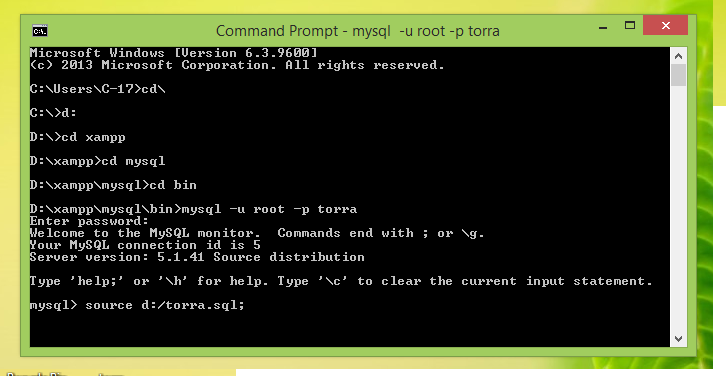 Command Prompt - mysql  -u root -p torra
Microsoft Windows [Version 6.3.9600]
(c) 2013 Microsoft Corporation. All rights reserved.
C:\Users\C-17>cd\
C:\>d:
D:\>cd xampp
D:\xampp>cd mysql
D:\xampp\mysql>cd bin
D:\xampp\mysql\bin>mysql -u root -p torra
Enter password:
Welcome to the MySQL monitor.  Commands end with ; or \g.
Your MySQL connection id is 5
Server version: 5.1.41 Source distribution
Type 'help;' or '\h' for help. Type '\c' to clear the current input statement.
mysql> source d:/torra.sql;